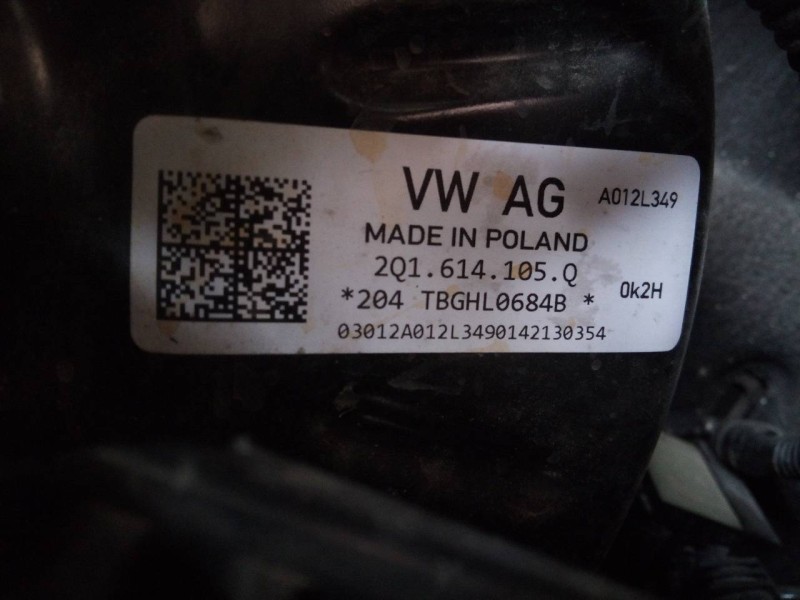 VW AG A012L349
MADE IN POLAND
2Q1.614.105.Q
*204 TBGHL0684B * 0k2H
03012A012L3490142130354